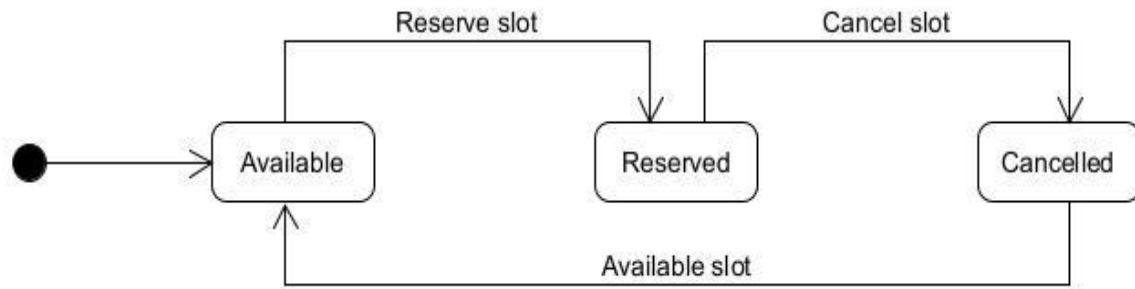 Reserve slot
Cancel slot
Available
Reserved
Cancelled
Available slot